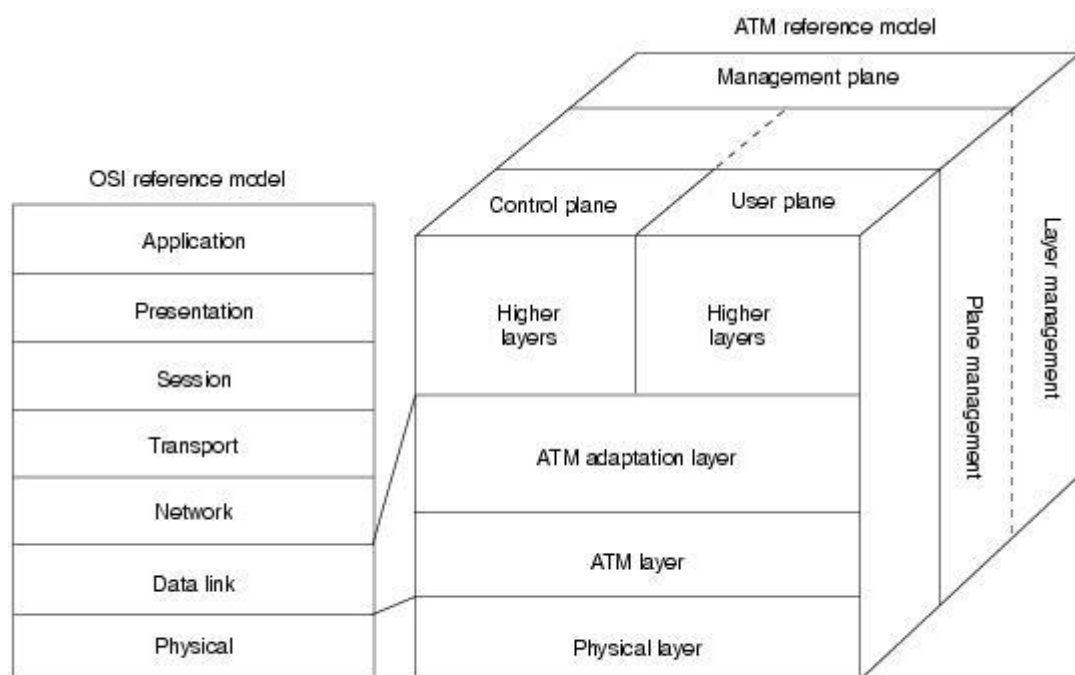 ATM reference model
Management plane
OSI reference model
Control plane
User plane
Application
Presentation
Session
Transport
Network
Data link
Physical
Higher
layers
Higher
layers
ATM adaptation layer
ATM layer
Physical layer
Plane management
Layer management